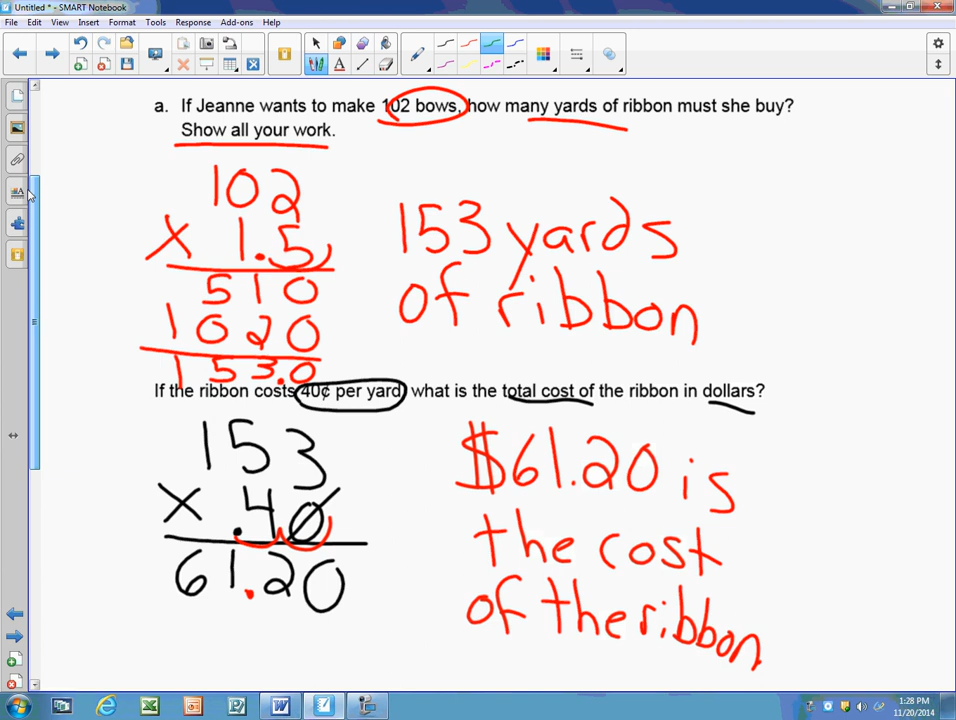 Untitled * - SMART Notebook
File Edit View Insert Format Tools Response Add-ons Help
a. If Jeanne wants to make 102 bows, how many yards of ribbon must she buy?
Show all your work.
102
X 1.5
510
1020
153.0
153 yards
of ribbon
If the ribbon costs 40¢ per yard, what is the total cost of the ribbon in dollars?
153
X .40
61.20
$61.20 is
the cost
of the ribbon
1:28 PM
11/20/2014